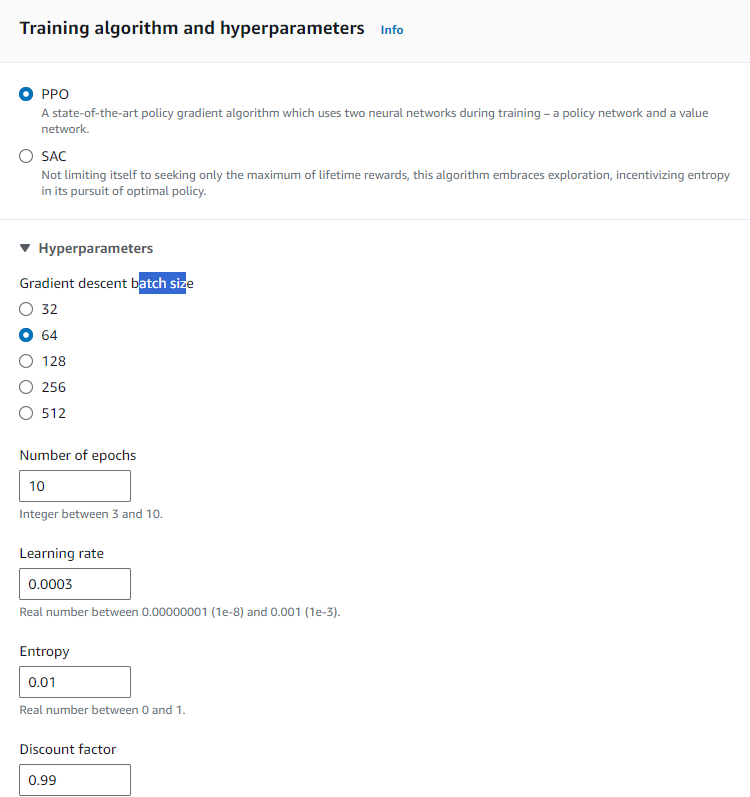 Training algorithm and hyperparameters Info
PPO
A state-of-the-art policy gradient algorithm which uses two neural networks during training – a policy network and a value
network.
SAC
Not limiting itself to seeking only the maximum of lifetime rewards, this algorithm embraces exploration, incentivizing entropy
in its pursuit of optimal policy.
Hyperparameters
Gradient descent batch size
32
64
128
256
512
Number of epochs
10
Integer between 3 and 10.
Learning rate
0.0003
Real number between 0.00000001 (1e-8) and 0.001 (1e-3).
Entropy
0.01
Real number between 0 and 1.
Discount factor
0.99